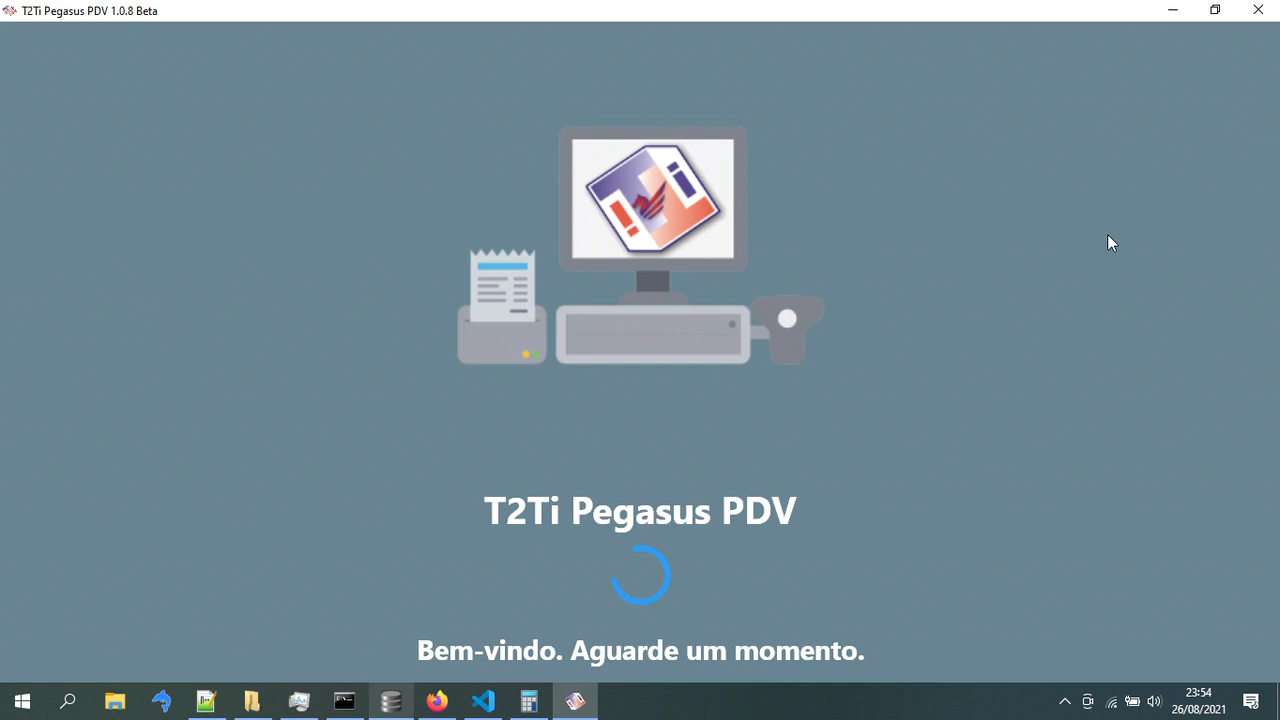 T2Ti Pegasus PDV 1.0.8 Beta
T2Ti Pegasus PDV
Bem-vindo. Aguarde um momento.
23:54
26/08/2021